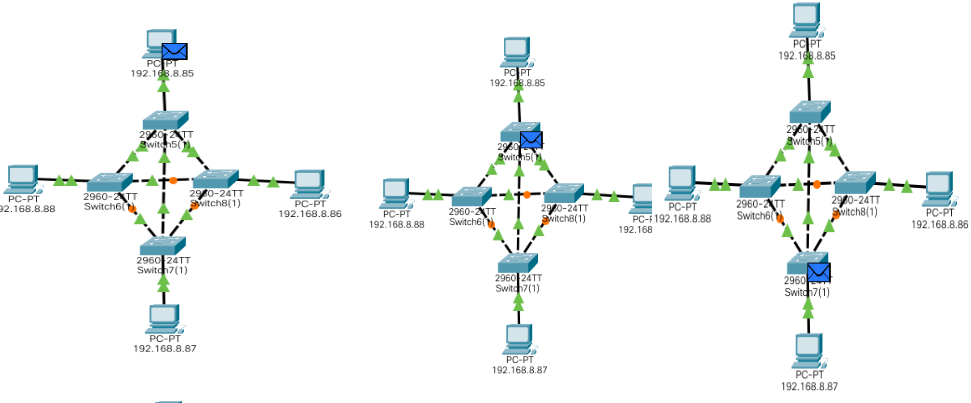 PC-PT
192.168.8.85
2960-24TT
Switch5(1)
PC-PT
192.168.8.88
2960-24TT
Switch6(1)
2960-24TT
Switch8(1)
PC-PT
192.168.8.86
2960-24TT
Switch7(1)
PC-PT
192.168.8.87
PC-PT
192.168.8.85
Switch5(1)
PC-PT
192.168.8.88
2960-24TT
Switch6(1)
2960-24TT
Switch8(1)
192.168
2960-24TT
Switch7(1)
PC-PT
192.168.8.87
PC-PT
192.168.8.85
2960-24TT
Switch5(1)
PC-PT
192.168.8.88
2960-24TT
Switch6(1)
2960-24TT
Switch8(1)
PC-PT
192.168.8.86
2960-24TT
Switch7(1)
PC-PT
192.168.8.87